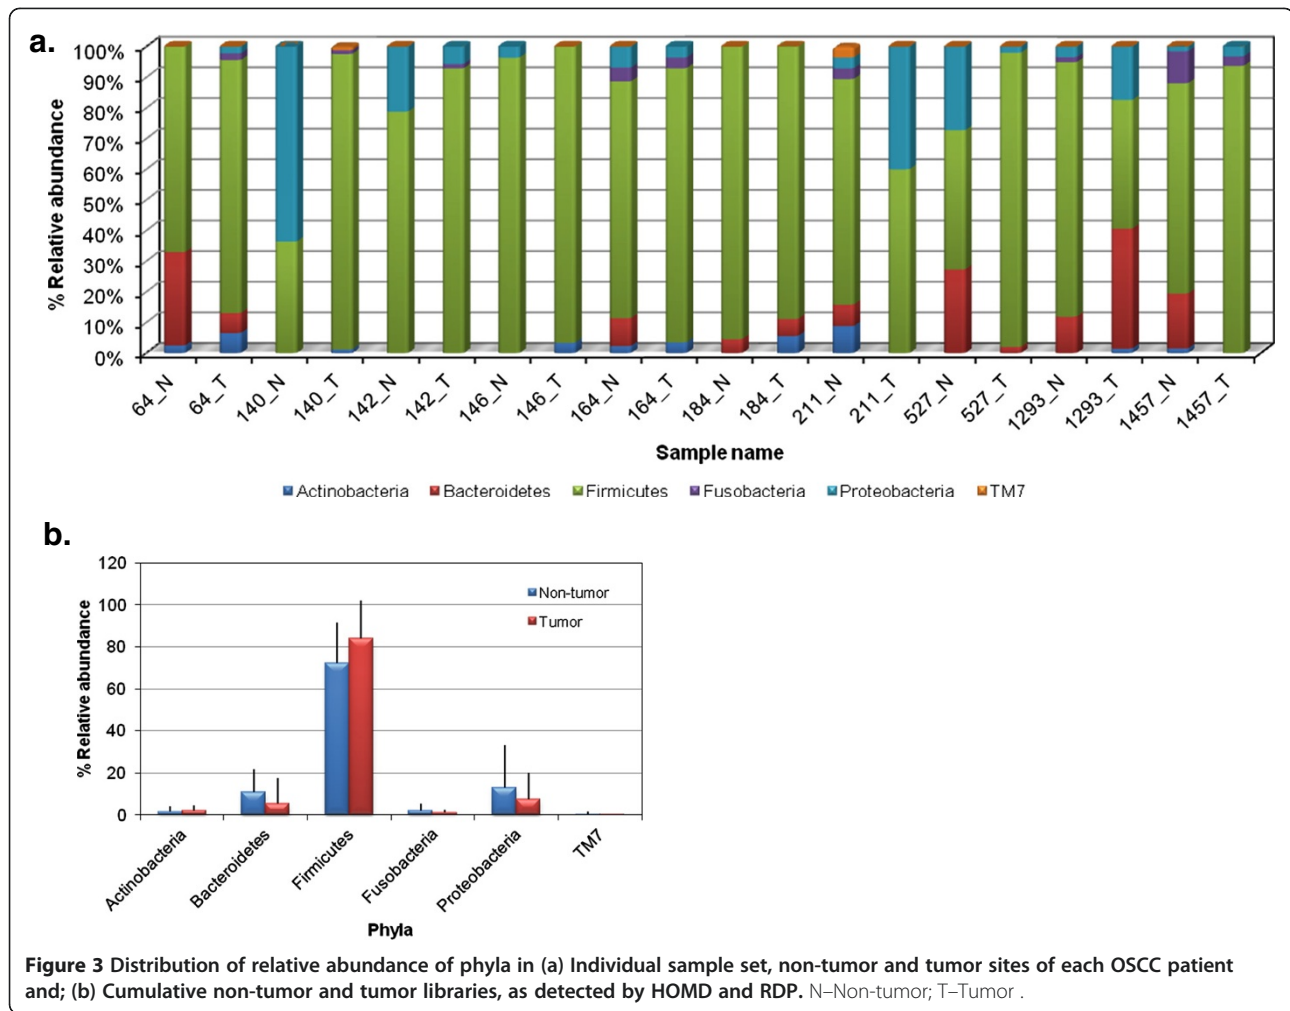 a.
100%
90%
80%
70%
60%
50%
40%
30%
20%
10%
0%
% Relative abundance
64_N
64_T
140_N
140_T
142_N
142_T
146_N
146_T
164_N
164_T
184_N
184_T
211_N
211_T
527_N
527_T
1293_N
1293_T
1457_N
1457_T
Sample name
Actinobacteria Bacteroidetes Firmicutes Fusobacteria Proteobacteria TM7
b.
120
100
80
60
40
20
0
% Relative abundance
Non-tumor
Tumor
Actinobacteria
Bacteroidetes
Firmicutes
Fusobacteria
Proteobacteria
TM7
Phyla
Figure 3 Distribution of relative abundance of phyla in (a) Individual sample set, non-tumor and tumor sites of each OSCC patient
and; (b) Cumulative non-tumor and tumor libraries, as detected by HOMD and RDP. N–Non-tumor; T–Tumor .